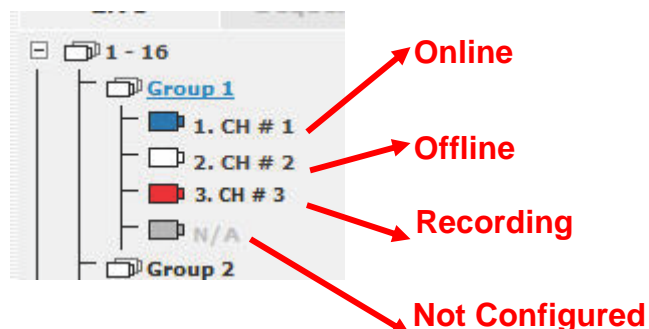 1 - 16
Online
Group 1
1. CH # 1
2. CH # 2
Offline
3. CH # 3
Recording
N/A
Group 2
Not Configured